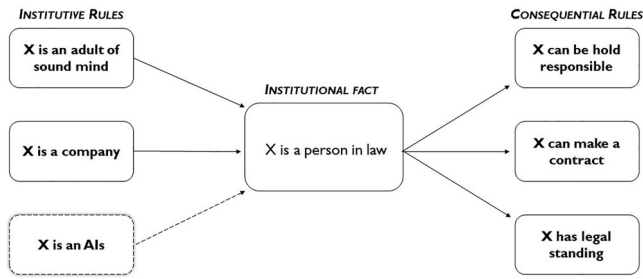 INSTITUTIVE RULES
X is an adult of
sound mind
X is a company
X is an AIs
INSTITUTIONAL FACT
X is a person in law
CONSEQUENTIAL RULES
X can be hold
responsible
X can make a
contract
X has legal
standing